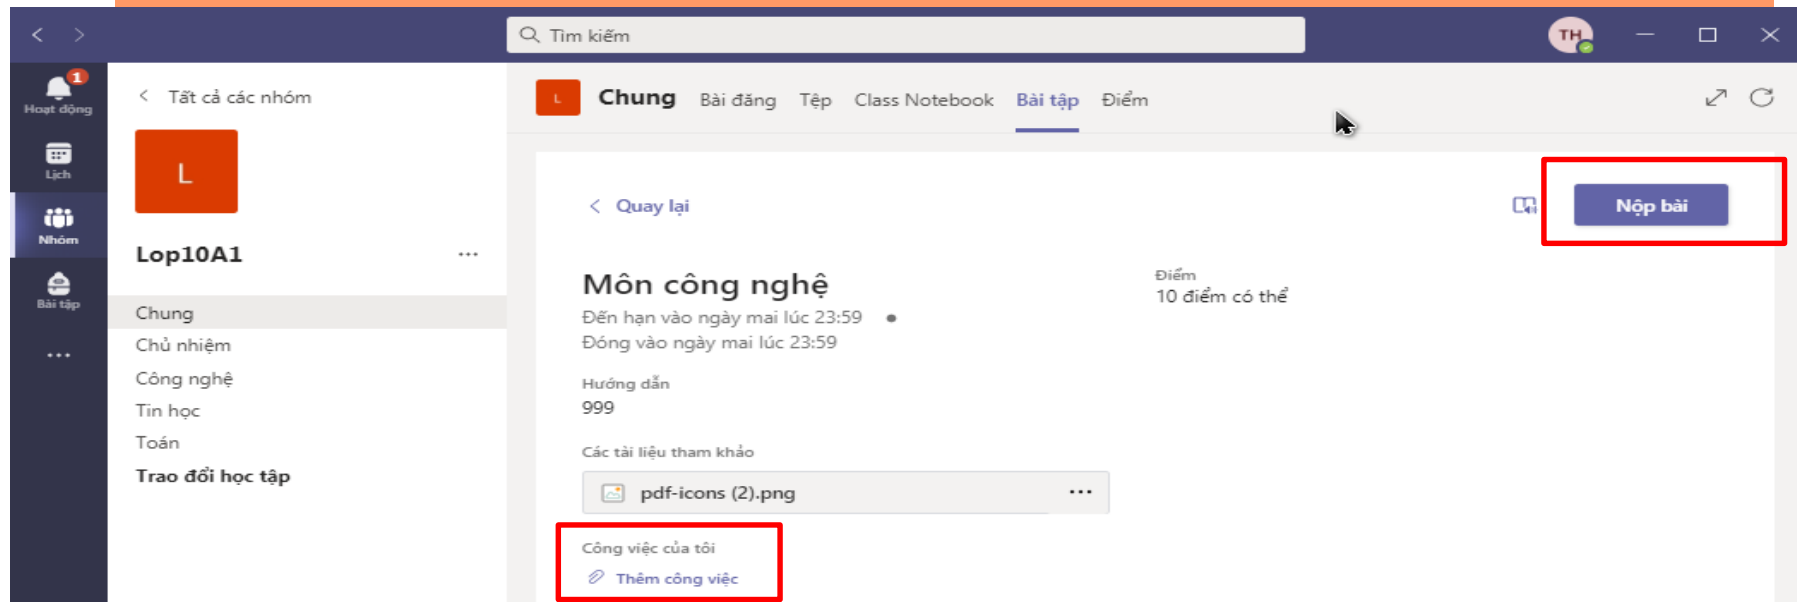 Tìm kiếm
TH
1
Hoạt động
Lịch
Nhóm
Bài tập
Tất cả các nhóm
L
Lop10A1
Chung
Chủ nhiệm
Công nghệ
Tin học
Toán
Trao đổi học tập
L
Chung Bài đăng Tệp Class Notebook Bài tập Điểm
Quay lại
Nộp bài
Môn công nghệ
Đến hạn vào ngày mai lúc 23:59 •
Đóng vào ngày mai lúc 23:59
Điểm
10 điểm có thể
Hướng dẫn
999
Các tài liệu tham khảo
pdf-icons (2).png
Công việc của tôi
Thêm công việc